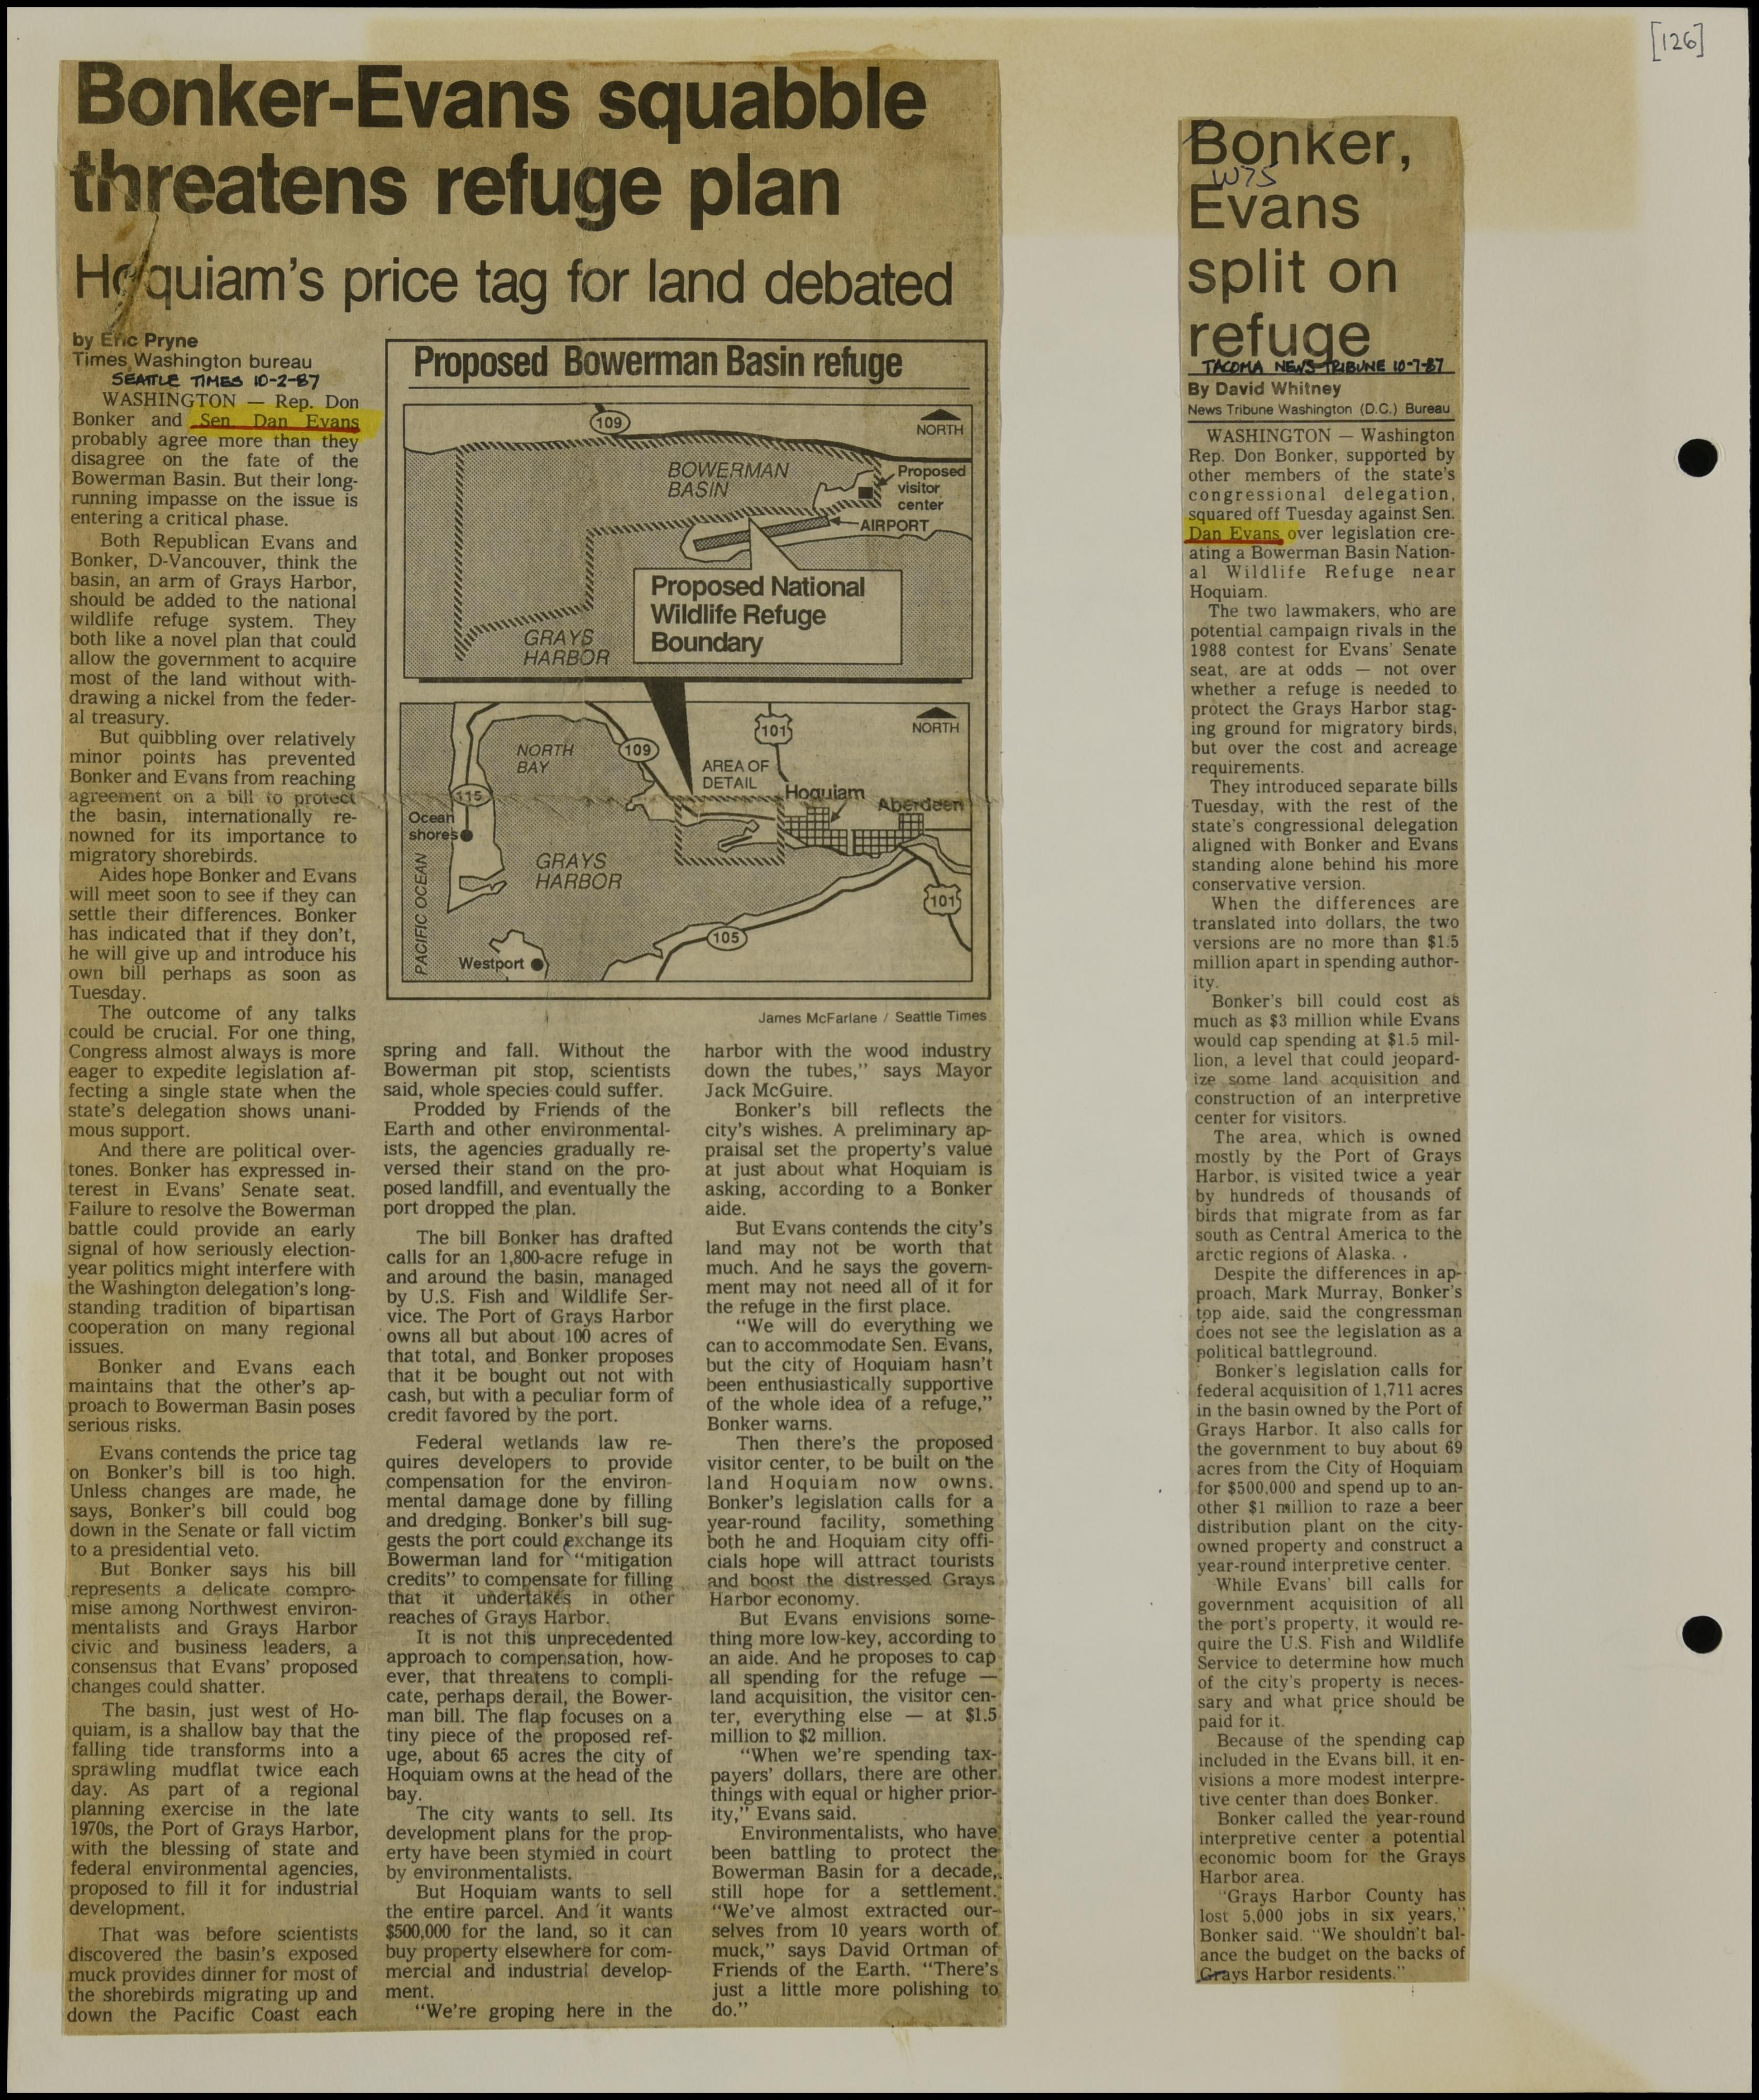 [126]
Bonker-Evans squabble
threatens refuge plan
Hoquiam's price tag for land debated
by Eric Pryne
Times Washington bureau
SEATTLE TIMES 10-2-87
WASHINGTON — Rep. Don
Bonker and Sen. Dan Evans
probably agree more than they
disagree on the fate of the
Bowerman Basin. But their long-
running impasse on the issue is
entering a critical phase.
Both Republican Evans and
Bonker, D-Vancouver, think the
basin, an arm of Grays Harbor,
should be added to the national
wildlife refuge system. They
both like a novel plan that could
allow the government to acquire
most of the land without with-
drawing a nickel from the feder-
al treasury.
But quibbling over relatively
minor points has prevented
Bonker and Evans from reaching
agreement on a bill to protect
the basin, internationally re-
nowned for its importance to
migratory shorebirds.
Aides hope Bonker and Evans
will meet soon to see if they can
settle their differences. Bonker
has indicated that if they don't,
he will give up and introduce his
own bill perhaps as soon as
Tuesday.
The outcome of any talks
could be crucial. For one thing,
Congress almost always is more
eager to expedite legislation af-
fecting a single state when the
state's delegation shows unani-
mous support.
And there are political over-
tones. Bonker has expressed in-
terest in Evans' Senate seat.
Failure to resolve the Bowerman
battle could provide an early
signal of how seriously election-
year politics might interfere with
the Washington delegation's long-
standing tradition of bipartisan
cooperation on many regional
issues.
Bonker and Evans each
maintains that the other's ap-
proach to Bowerman Basin poses
serious risks.
Evans contends the price tag
on Bonker's bill is too high.
Unless changes are made, he
says, Bonker's bill could bog
down in the Senate or fall victim
to a presidential veto.
But Bonker says his bill
represents a delicate compro-
mise among Northwest environ-
mentalists and Grays Harbor
civic and business leaders, a
consensus that Evans' proposed
changes could shatter.
The basin, just west of Ho-
quiam, is a shallow bay that the
falling tide transforms into a
sprawling mudflat twice each
day. As part of a regional
planning exercise in the late
1970s, the Port of Grays Harbor,
with the blessing of state and
federal environmental agencies,
proposed to fill it for industrial
development.
That was before scientists
discovered the basin's exposed
muck provides dinner for most of
the shorebirds migrating up and
down the Pacific Coast each
Proposed Bowerman Basin refuge
109
NORTH
BOWERMAN
BASIN
Proposed
visitor
center
AIRPORT
Proposed National
Wildlife Refuge
Boundary
GRAYS
HARBOR
NORTH
101
NORTH
BAY
109
AREA OF
DETAIL
115
Hoquiam
Aberdeen
Ocean
shores
GRAYS
HARBOR
PACIFIC OCEAN
101
105
Westport
James McFarlane / Seattle Times
spring and fall. Without the
Bowerman pit stop, scientists
said, whole species could suffer.
Prodded by Friends of the
Earth and other environmental-
ists, the agencies gradually re-
versed their stand on the pro-
posed landfill, and eventually the
port dropped the plan.
The bill Bonker has drafted
calls for an 1,800-acre refuge in
and around the basin, managed
by U.S. Fish and Wildlife Ser-
vice. The Port of Grays Harbor
owns all but about 100 acres of
that total, and Bonker proposes
that it be bought out not with
cash, but with a peculiar form of
credit favored by the port.
Federal wetlands law re-
quires developers to provide
compensation for the environ-
mental damage done by filling
and dredging. Bonker's bill sug-
gests the port could exchange its
Bowerman land for "mitigation
credits" to compensate for filling
that it undertakes in other
reaches of Grays Harbor.
It is not this unprecedented
approach to compensation, how-
ever, that threatens to compli-
cate, perhaps derail, the Bower-
man bill. The flap focuses on a
tiny piece of the proposed ref-
uge, about 65 acres the city of
Hoquiam owns at the head of the
bay.
The city wants to sell. Its
development plans for the prop-
erty have been stymied in court
by environmentalists.
But Hoquiam wants to sell
the entire parcel. And it wants
$500,000 for the land, so it can
buy property elsewhere for com-
mercial and industrial develop-
ment.
"We're groping here in the
harbor with the wood industry
down the tubes," says Mayor
Jack McGuire.
Bonker's bill reflects the
city's wishes. A preliminary ap-
praisal set the property's value
at just about what Hoquiam is
asking, according to a Bonker
aide.
But Evans contends the city's
land may not be worth that
much. And he says the govern-
ment may not need all of it for
the refuge in the first place.
"We will do everything we
can to accommodate Sen. Evans,
but the city of Hoquiam hasn't
been enthusiastically supportive
of the whole idea of a refuge,"
Bonker warns.
Then there's the proposed
visitor center, to be built on the
land Hoquiam now owns.
Bonker's legislation calls for a
year-round facility, something
both he and Hoquiam city offi-
cials hope will attract tourists
and boost the distressed Grays
Harbor economy.
But Evans envisions some-
thing more low-key, according to
an aide. And he proposes to cap
all spending for the refuge —
land acquisition, the visitor cen-
ter, everything else — at $1.5
million to $2 million.
"When we're spending tax-
payers' dollars, there are other
things with equal or higher prior-
ity," Evans said.
Environmentalists, who have
been battling to protect the
Bowerman Basin for a decade,
still hope for a settlement.
"We've almost extracted our-
selves from 10 years worth of
muck," says David Ortman of
Friends of the Earth. "There's
just a little more polishing to
do."
Bonker,
W75
Evans
split on
refuge
TACOMA NEWS-TRIBUNE 10-7-87
By David Whitney
News Tribune Washington (D.C.) Bureau
WASHINGTON — Washington
Rep. Don Bonker, supported by
other members of the state's
congressional delegation,
squared off Tuesday against Sen.
Dan Evans over legislation cre-
ating a Bowerman Basin Nation-
al Wildlife Refuge near
Hoquiam.
The two lawmakers, who are
potential campaign rivals in the
1988 contest for Evans' Senate
seat, are at odds — not over
whether a refuge is needed to
protect the Grays Harbor stag-
ing ground for migratory birds,
but over the cost and acreage
requirements.
They introduced separate bills
Tuesday, with the rest of the
state's congressional delegation
aligned with Bonker and Evans
standing alone behind his more
conservative version.
When the differences are
translated into dollars, the two
versions are no more than $1.5
million apart in spending author-
ity.
Bonker's bill could cost as
much as $3 million while Evans
would cap spending at $1.5 mil-
lion, a level that could jeopard-
ize some land acquisition and
construction of an interpretive
center for visitors.
The area, which is owned
mostly by the Port of Grays
Harbor, is visited twice a year
by hundreds of thousands of
birds that migrate from as far
south as Central America to the
arctic regions of Alaska.
Despite the differences in ap-
proach, Mark Murray, Bonker's
top aide, said the congressman
does not see the legislation as a
political battleground.
Bonker's legislation calls for
federal acquisition of 1,711 acres
in the basin owned by the Port of
Grays Harbor. It also calls for
the government to buy about 69
acres from the City of Hoquiam
for $500,000 and spend up to an-
other $1 million to raze a beer
distribution plant on the city-
owned property and construct a
year-round interpretive center.
While Evans' bill calls for
government acquisition of all
the port's property, it would re-
quire the U.S. Fish and Wildlife
Service to determine how much
of the city's property is neces-
sary and what price should be
paid for it.
Because of the spending cap
included in the Evans bill, it en-
visions a more modest interpre-
tive center than does Bonker.
Bonker called the year-round
interpretive center a potential
economic boom for the Grays
Harbor area.
"Grays Harbor County has
lost 5,000 jobs in six years,"
Bonker said. "We shouldn't bal-
ance the budget on the backs of
Grays Harbor residents."